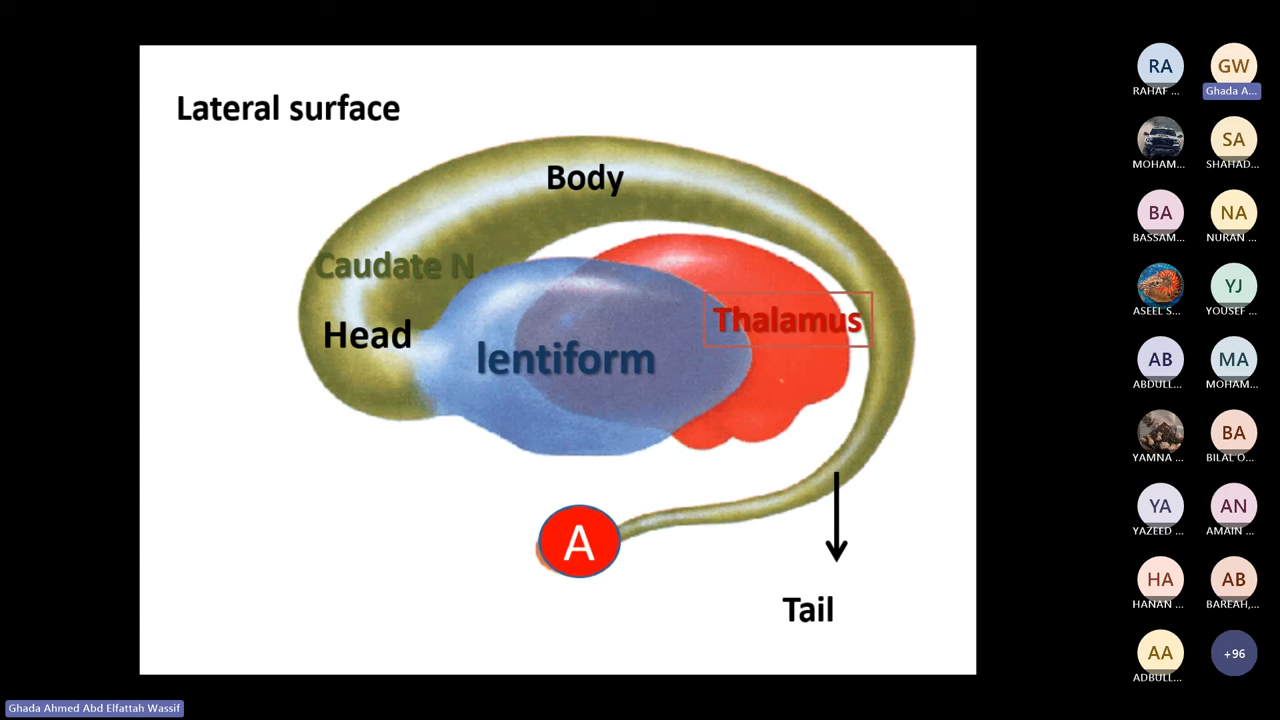 Lateral surface
Body
Caudate N
Head
lentiform
Thalamus
A
Tail
RA
RAHAF ...
GW
Ghada A...
MOHAM...
SA
SHAHAD...
BA
BASSAM...
NA
NURAN ...
ASEEL S...
YJ
YOUSEF ...
AB
ABDULL...
MA
MOHAM...
YAMNA ...
BA
BILAL O...
YA
YAZEED ...
AN
AMAIN ...
HA
HANAN ...
AB
BAREAH,...
AA
ADBULL...
+96
Ghada Ahmed Abd Elfattah Wassif